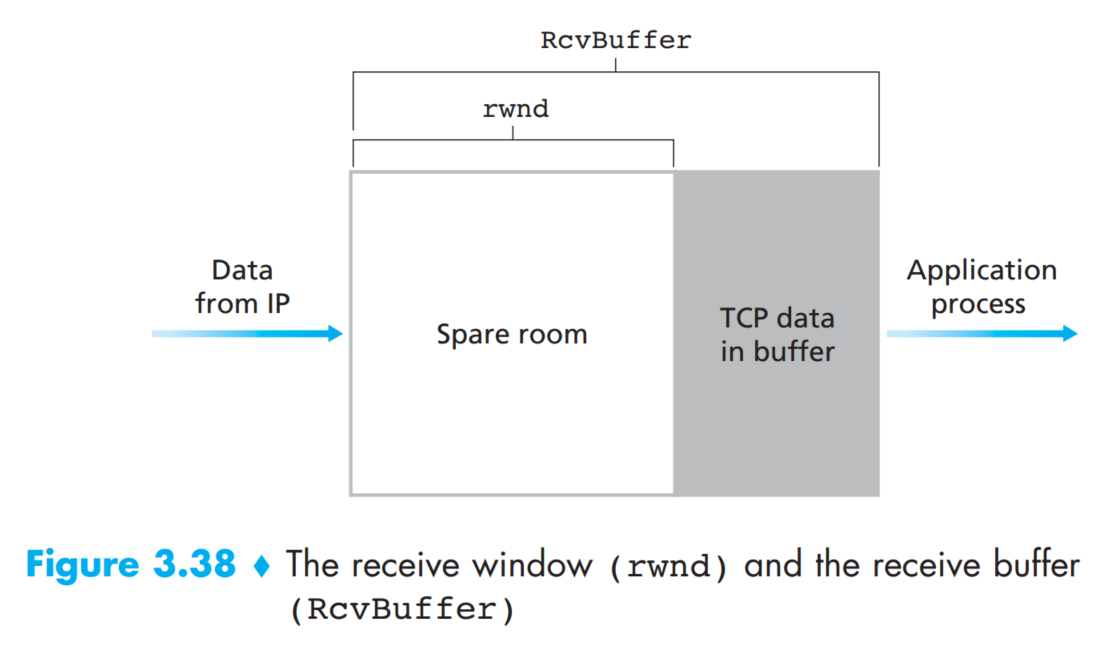 RcvBuffer
rwnd
Data
from IP
Spare room
TCP data
in buffer
Application
process
Figure 3.38 ♦ The receive window (rwnd) and the receive buffer
(RcvBuffer)